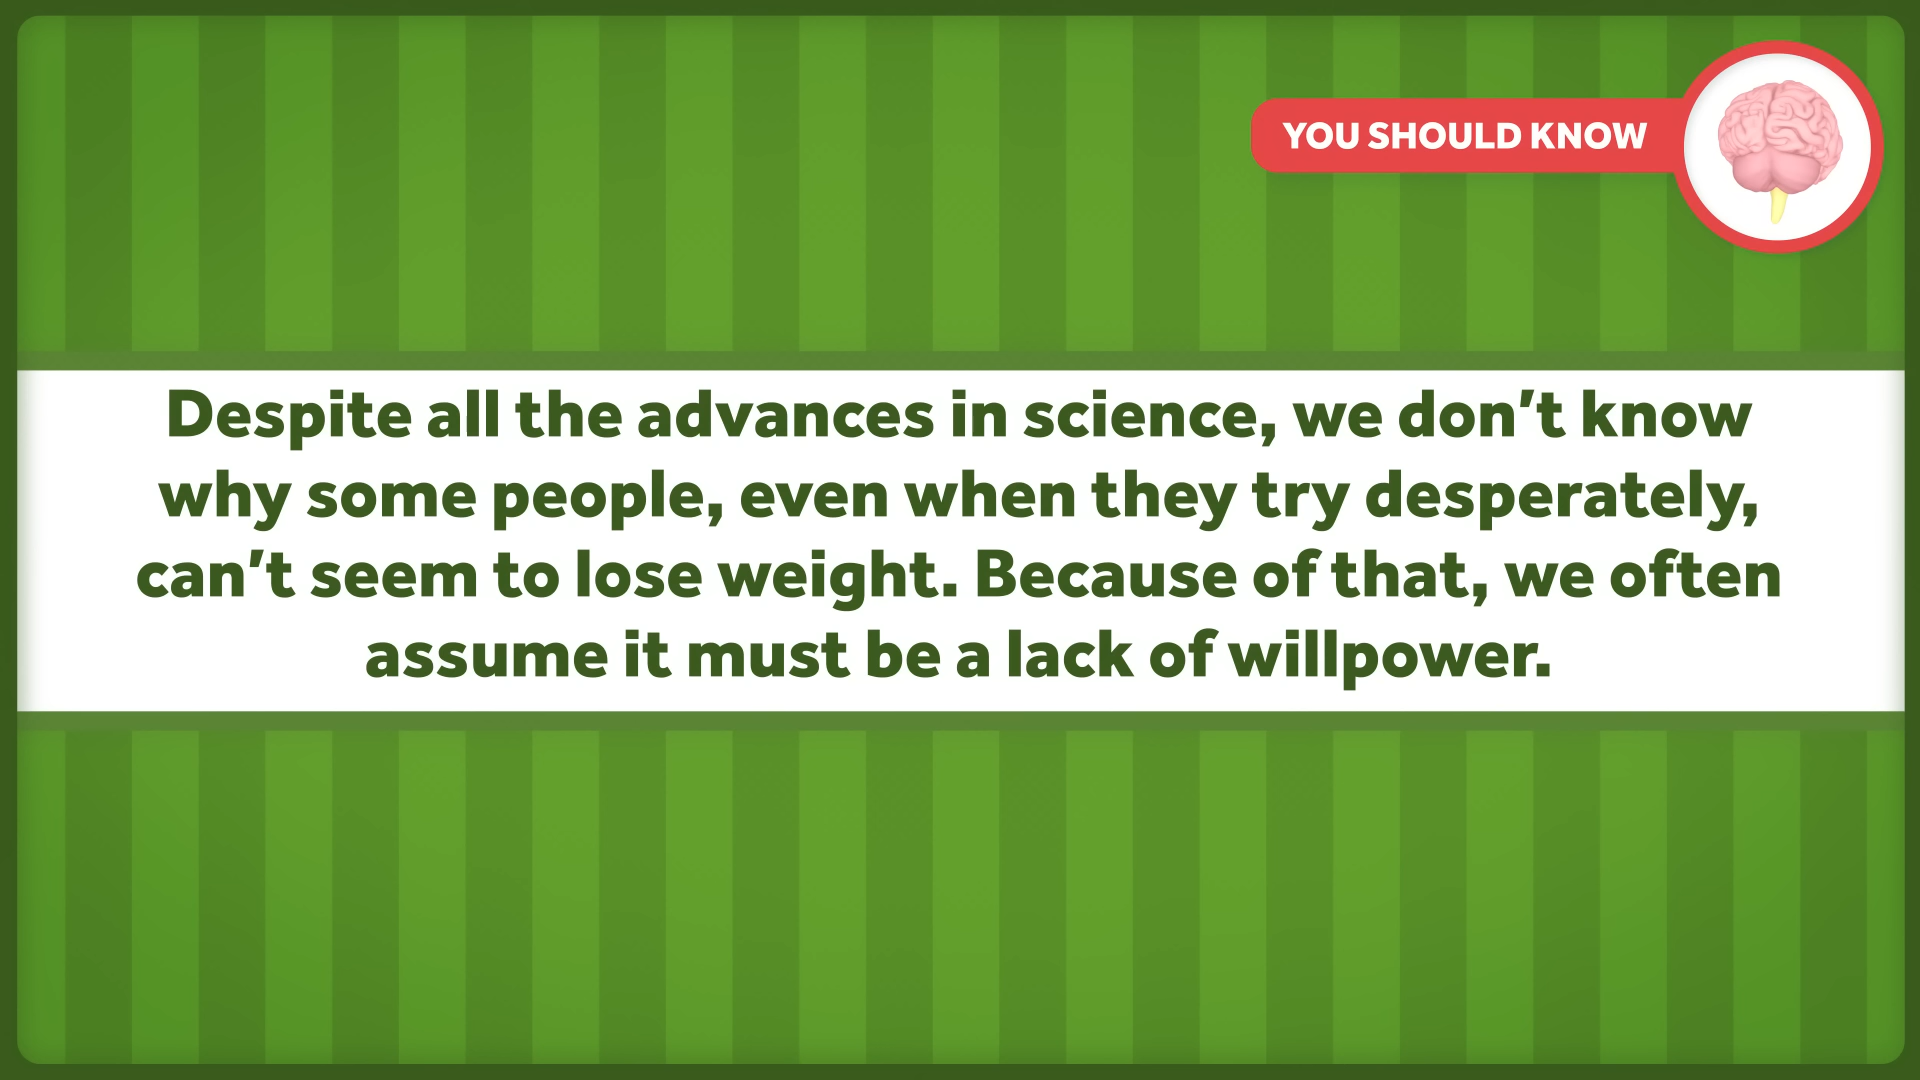 YOU SHOULD KNOW
Despite all the advances in science, we don't know
why some people, even when they try desperately,
can't seem to lose weight. Because of that, we often
assume it must be a lack of willpower.